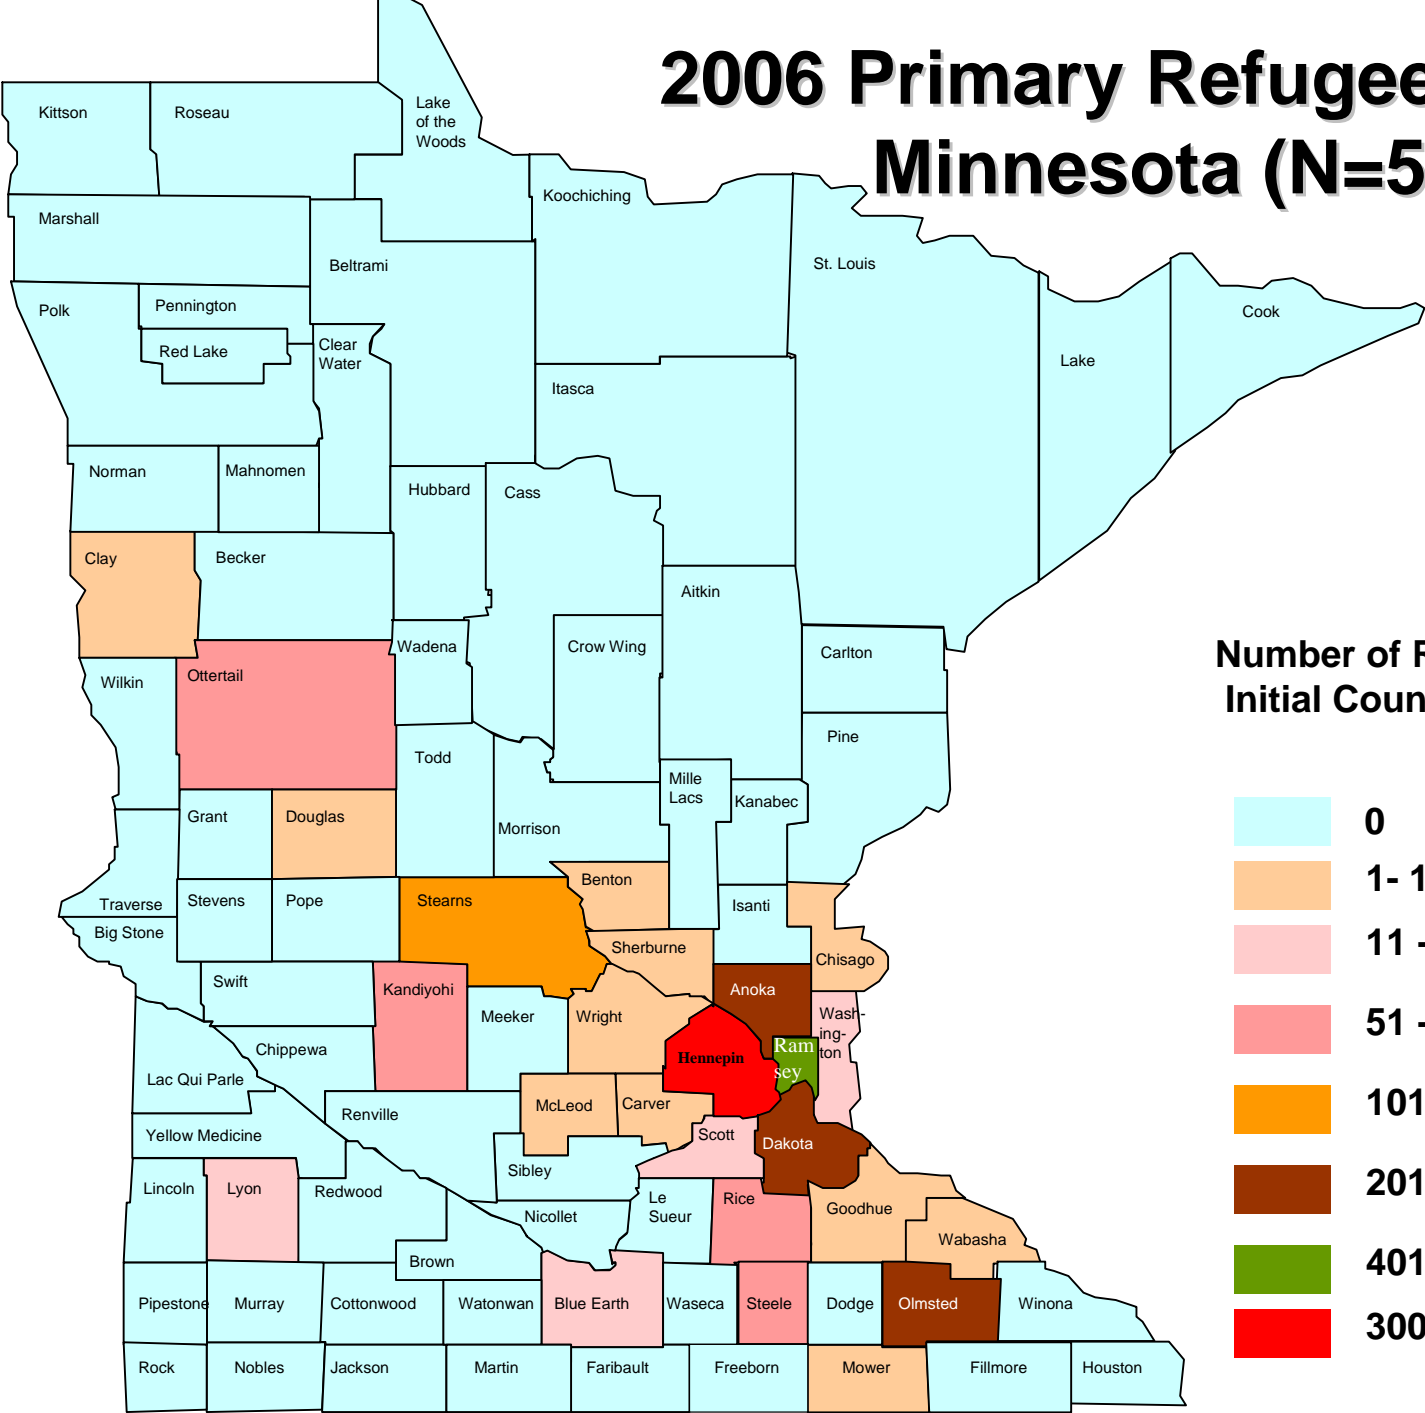 2006 Primary Refugee
Minnesota (N=5
Kittson
Roseau
Lake
of the
Woods
Koochiching
Marshall
Beltrami
St. Louis
Polk
Pennington
Cook
Red Lake
Clear
Water
Lake
Itasca
Norman
Mahnomen
Hubbard
Cass
Clay
Becker
Aitkin
Wadena
Crow Wing
Carlton
Ottertail
Wilkin
Number of R
Initial Coun
Pine
Todd
Mille
Lacs
Kanabec
Grant
Douglas
Morrison
Benton
Traverse
Stevens
Pope
Stearns
Isanti
Big Stone
Sherburne
Chisago
Swift
Kandiyohi
Anoka
Meeker
Wright
Wash-
ing-
ton
Chippewa
Hennepin
Ram
sey
Lac Qui Parle
McLeod
Carver
Renville
Yellow Medicine
Scott
Dakota
Sibley
Lincoln
Lyon
Redwood
Le
Sueur
Rice
Goodhue
Nicollet
Wabasha
Brown
Pipestone
Murray
Cottonwood
Watonwan
Blue Earth
Waseca
Steele
Dodge
Olmsted
Winona
Rock
Nobles
Jackson
Martin
Faribault
Freeborn
Mower
Fillmore
Houston
0
1- 1
11 -
51 -
101
201
401
300